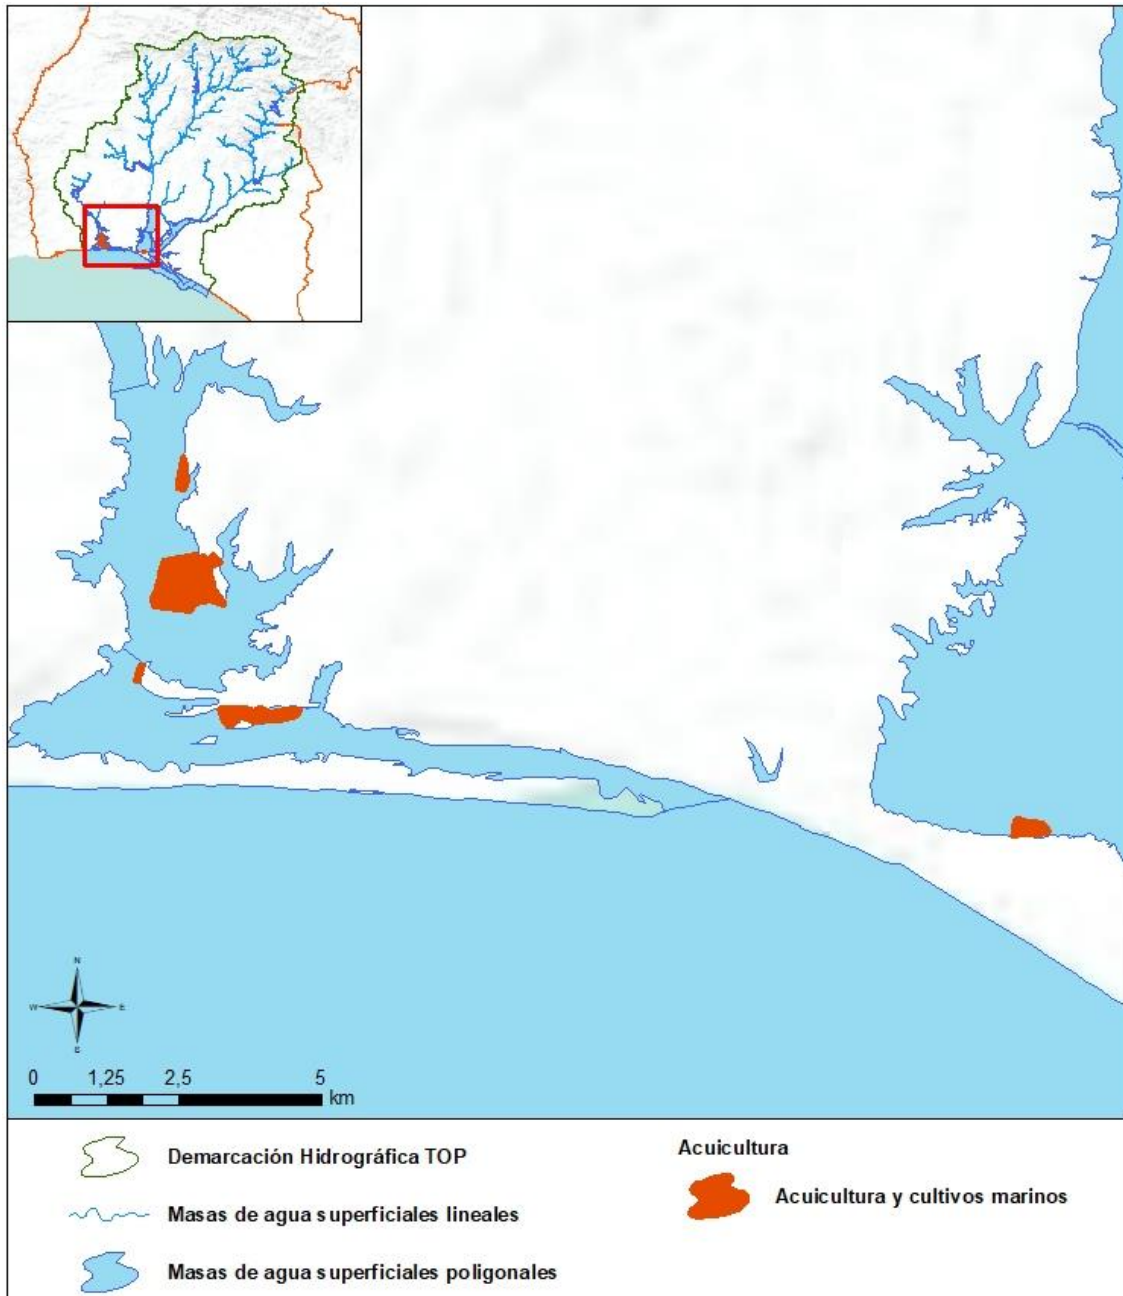 N
W E
S
0 1,25 2,5 5
km
Demarcación Hidrográfica TOP
Masas de agua superficiales lineales
Masas de agua superficiales poligonales
Acuicultura
Acuicultura y cultivos marinos